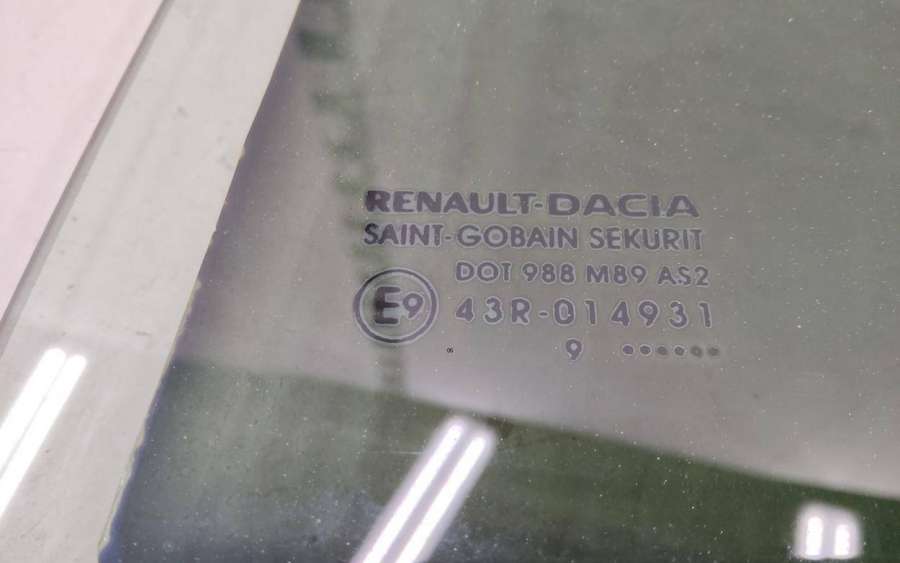 RENAULT-DACIA
SAINT-GOBAIN SEKURIT
DOT 988 M89 AS2
E9 43R-014931
9 ••••••